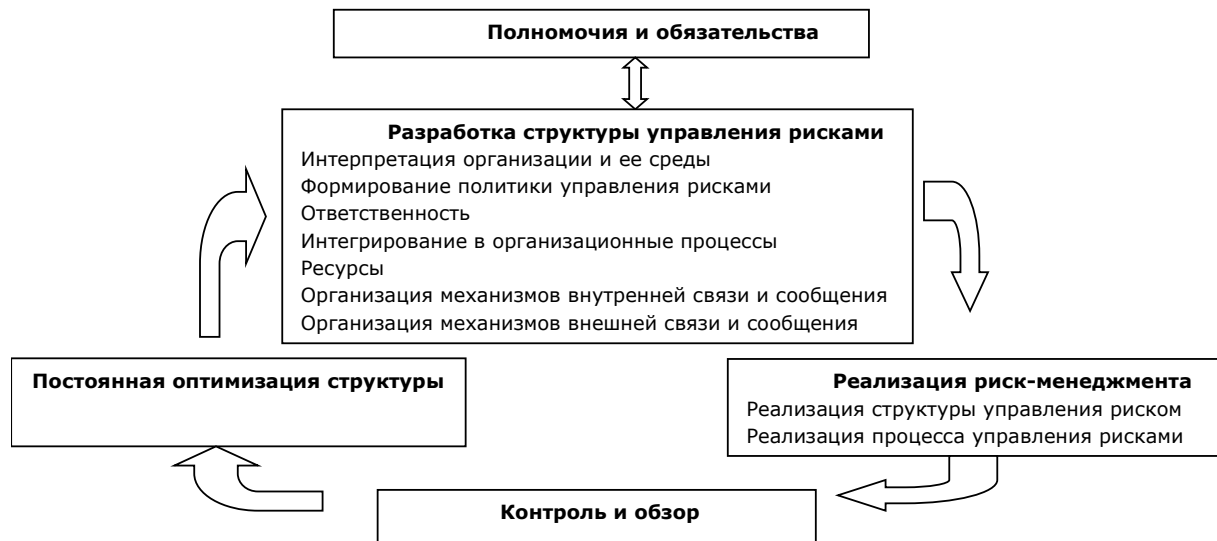 Полномочия и обязательства
Разработка структуры управления рисками
Интерпретация организации и ее среды
Формирование политики управления рисками
Ответственность
Интегрирование в организационные процессы
Ресурсы
Организация механизмов внутренней связи и сообщения
Организация механизмов внешней связи и сообщения
Постоянная оптимизация структуры
Реализация риск-менеджмента
Реализация структуры управления риском
Реализация процесса управления рисками
Контроль и обзор